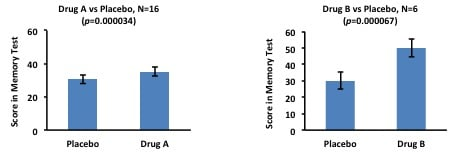 Drug A vs Placebo, N=16
(p=0.000034)
60
40
20
0
Score in Memory Test
Placebo
Drug A
Drug B vs Placebo, N=6
(p=0.000067)
60
50
40
30
20
10
0
Score in Memory Test
Placebo
Drug B